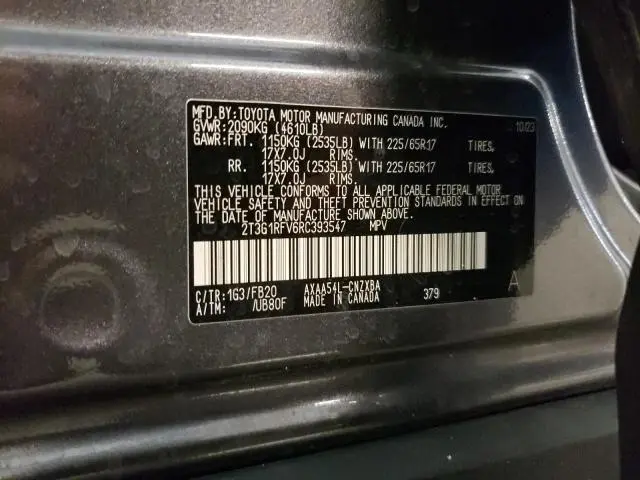 MFD.BY:TOYOTA MOTOR MANUFACTURING CANADA INC. 10/23
GVWR:2090KG (4610LB)
GAWR:FRT. 1150KG (2535LB) WITH 225/65R17 TIRES,
17X7.0J RIMS.
RR. 1150KG (2535LB) WITH 225/65R17 TIRES,
17X7.0J RIMS.
THIS VEHICLE CONFORMS TO ALL APPLICABLE FEDERAL MOTOR
VEHICLE SAFETY AND THEFT PREVENTION STANDARDS IN EFFECT ON
THE DATE OF MANUFACTURE SHOWN ABOVE.
2T3G1RFV6RC393547 MPV
C/TR:1G3/FB20 AXAA54L-CNZXBA A
A/TM: /UB80F MADE IN CANADA 379